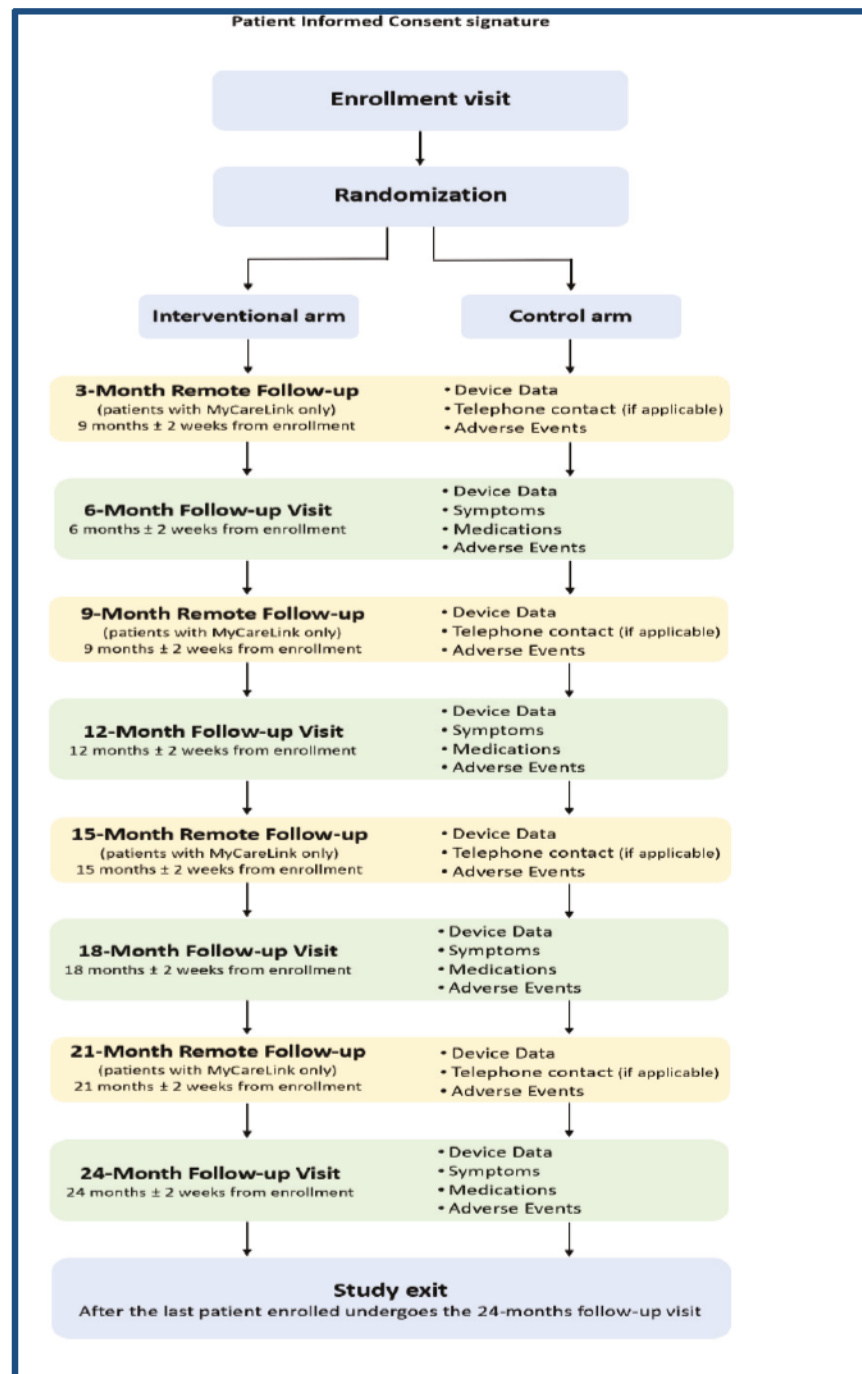 Patient Informed Consent signature
Enrollment visit
Randomization
Interventional arm
Control arm
3-Month Remote Follow-up
(patients with MyCareLink only)
9 months ± 2 weeks from enrollment
• Device Data
• Telephone contact (if applicable)
• Adverse Events
6-Month Follow-up Visit
6 months ± 2 weeks from enrollment
• Device Data
• Symptoms
• Medications
• Adverse Events
9-Month Remote Follow-up
(patients with MyCareLink only)
9 months ± 2 weeks from enrollment
• Device Data
• Telephone contact (if applicable)
• Adverse Events
12-Month Follow-up Visit
12 months ± 2 weeks from enrollment
• Device Data
• Symptoms
• Medications
• Adverse Events
15-Month Remote Follow-up
(patients with MyCareLink only)
15 months ± 2 weeks from enrollment
• Device Data
• Telephone contact (if applicable)
• Adverse Events
18-Month Follow-up Visit
18 months ± 2 weeks from enrollment
• Device Data
• Symptoms
• Medications
• Adverse Events
21-Month Remote Follow-up
(patients with MyCareLink only)
21 months ± 2 weeks from enrollment
• Device Data
• Telephone contact (if applicable)
• Adverse Events
24-Month Follow-up Visit
24 months ± 2 weeks from enrollment
• Device Data
• Symptoms
• Medications
• Adverse Events
Study exit
After the last patient enrolled undergoes the 24-months follow-up visit